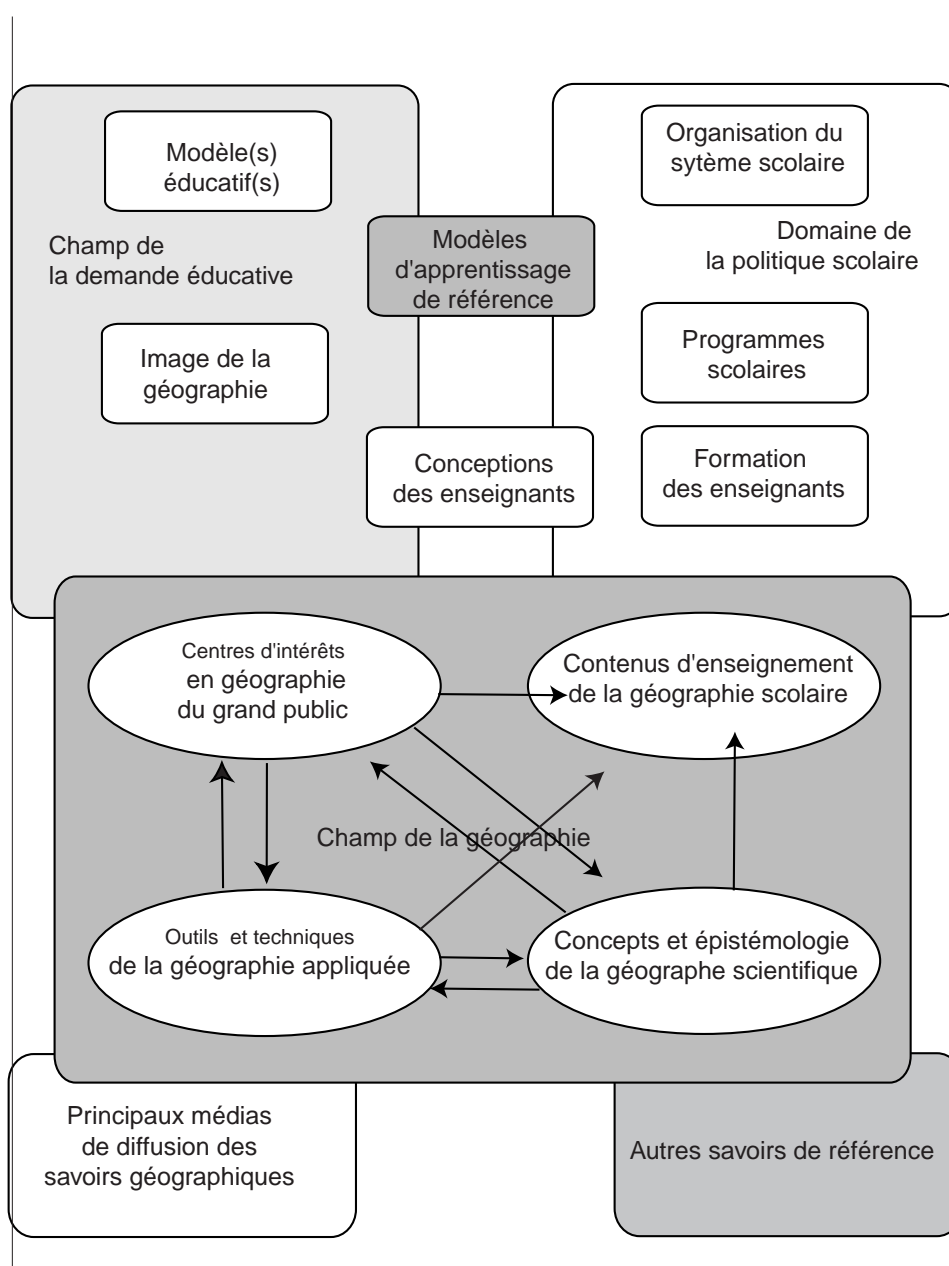 Modèle(s)
éducatif(s)
Champ de
la demande éducative
Image de la
géographie
Modèles
d'apprentissage
de référence
Conceptions
des enseignants
Organisation du
sytème scolaire
Domaine de
la politique scolaire
Programmes
scolaires
Formation
des enseignants
Centres d'intérêts
en géographie
du grand public
Contenus d'enseignement
de la géographie scolaire
Champ de la géographie
Outils et techniques
de la géographie appliquée
Concepts et épistémologie
de la géographe scientifique
Principaux médias
de diffusion des
savoirs géographiques
Autres savoirs de référence